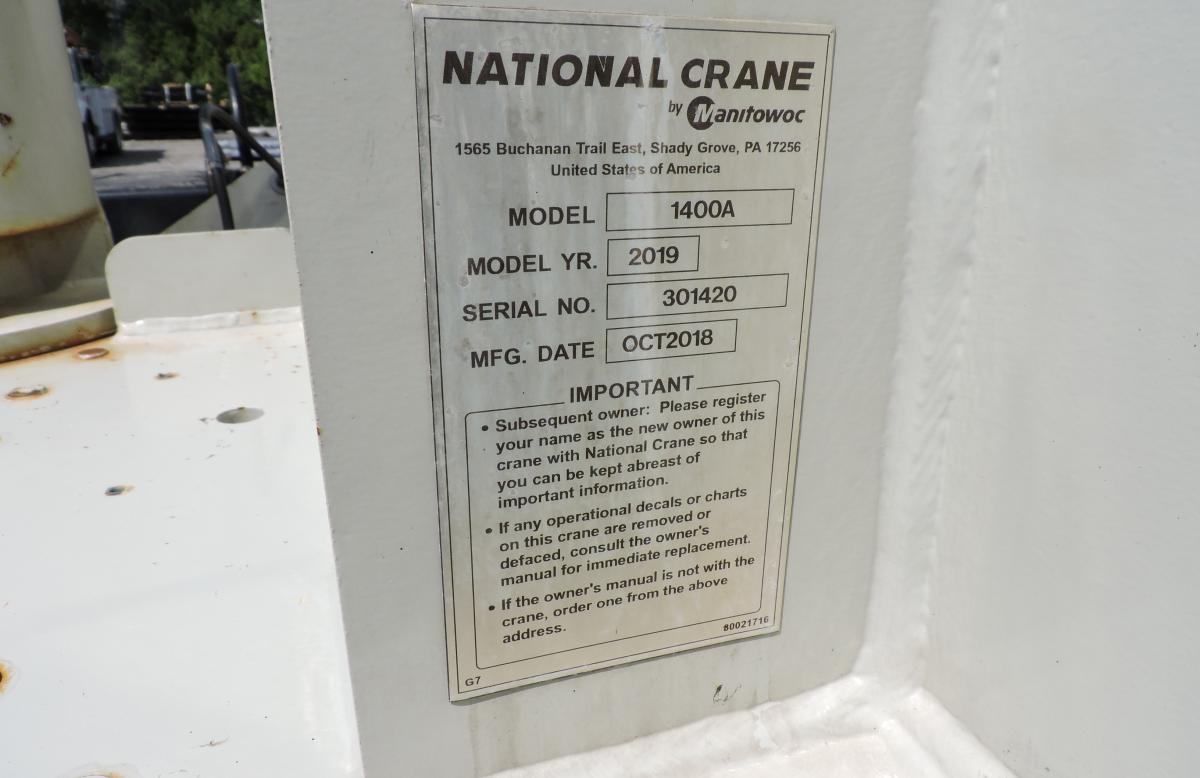 NATIONAL CRANE
by Manitowoc
1565 Buchanan Trail East, Shady Grove, PA 17256
United States of America
MODEL 1400A
MODEL YR. 2019
SERIAL NO. 301420
MFG. DATE OCT2018
IMPORTANT
• Subsequent owner: Please register
your name as the new owner of this
crane with National Crane so that
you can be kept abreast of
important information.
• If any operational decals or charts
on this crane are removed or
defaced, consult the owner's
manual for immediate replacement.
• If the owner's manual is not with the
crane, order one from the above
address.
80021716
G7